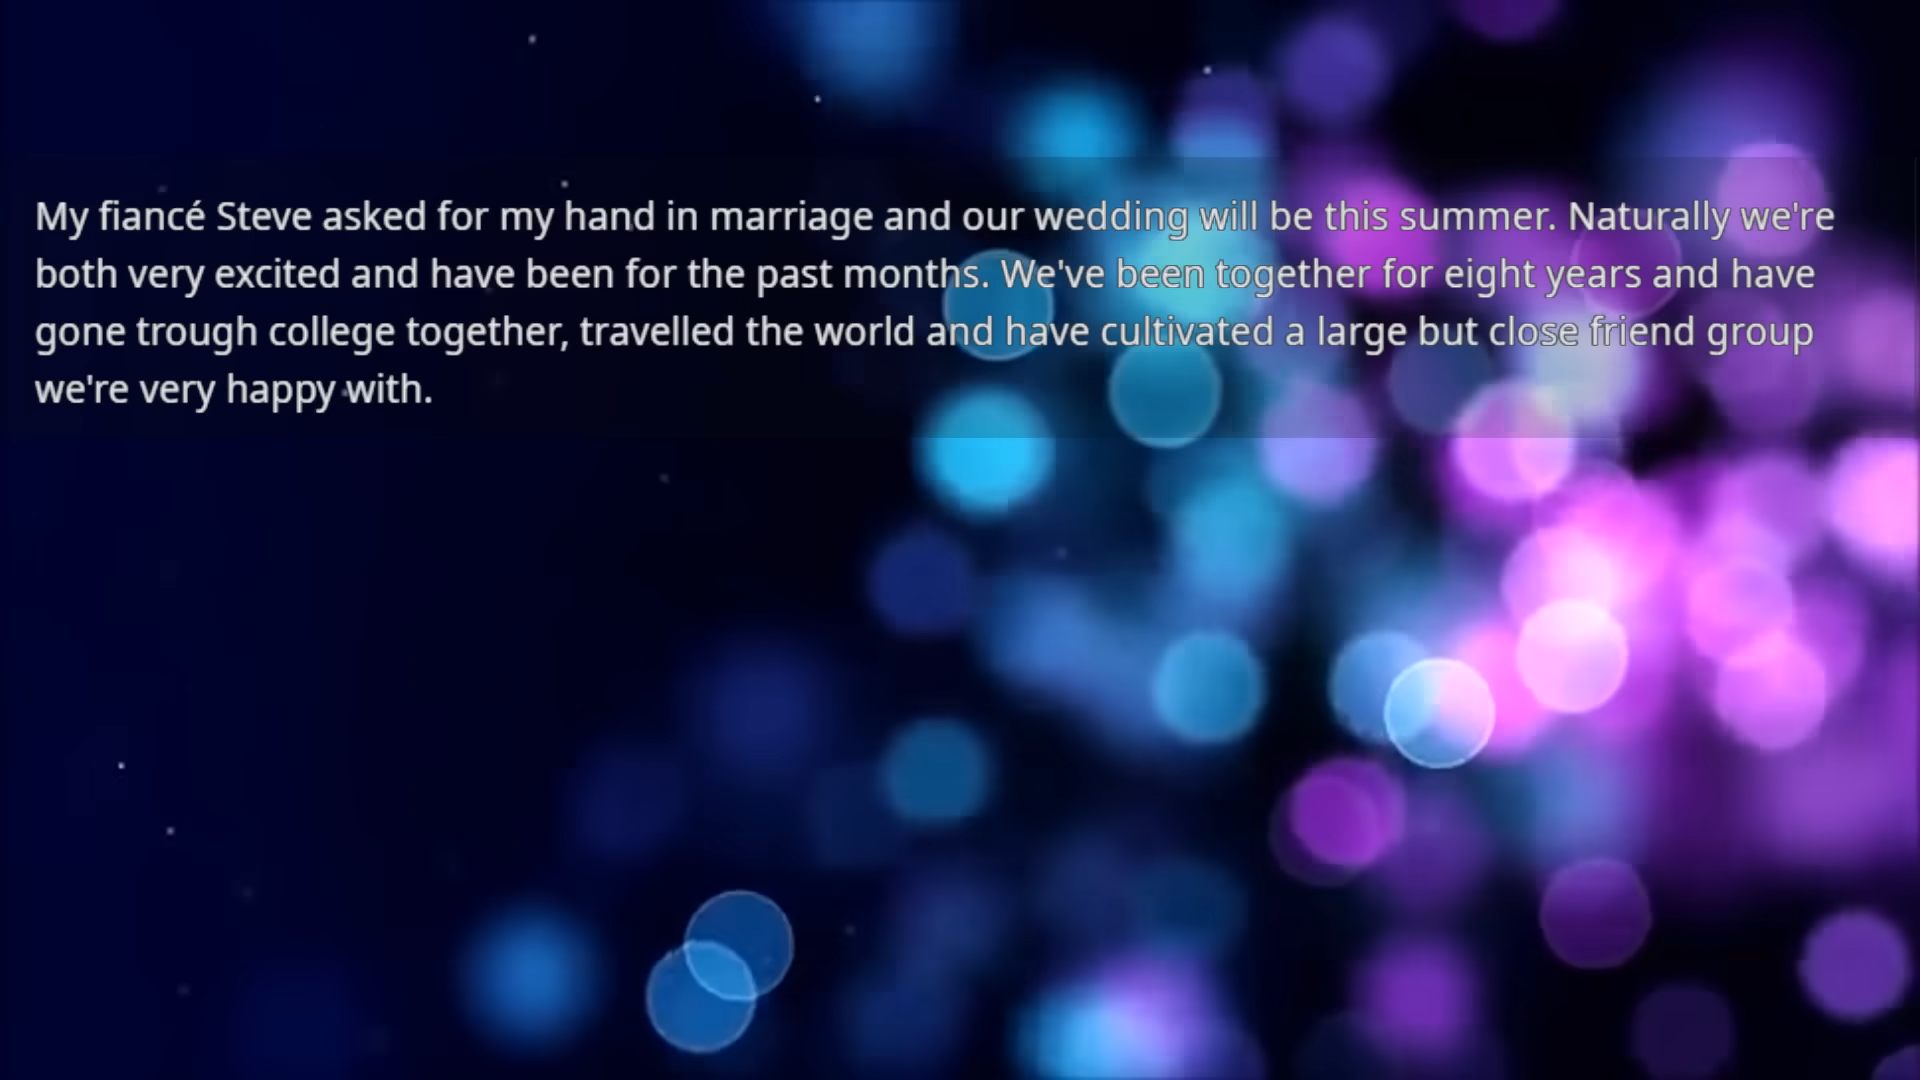 My fiancé Steve asked for my hand in marriage and our wedding will be this summer. Naturally we're
both very excited and have been for the past months. We've been together for eight years and have
gone trough college together, travelled the world and have cultivated a large but close friend group
we're very happy with.